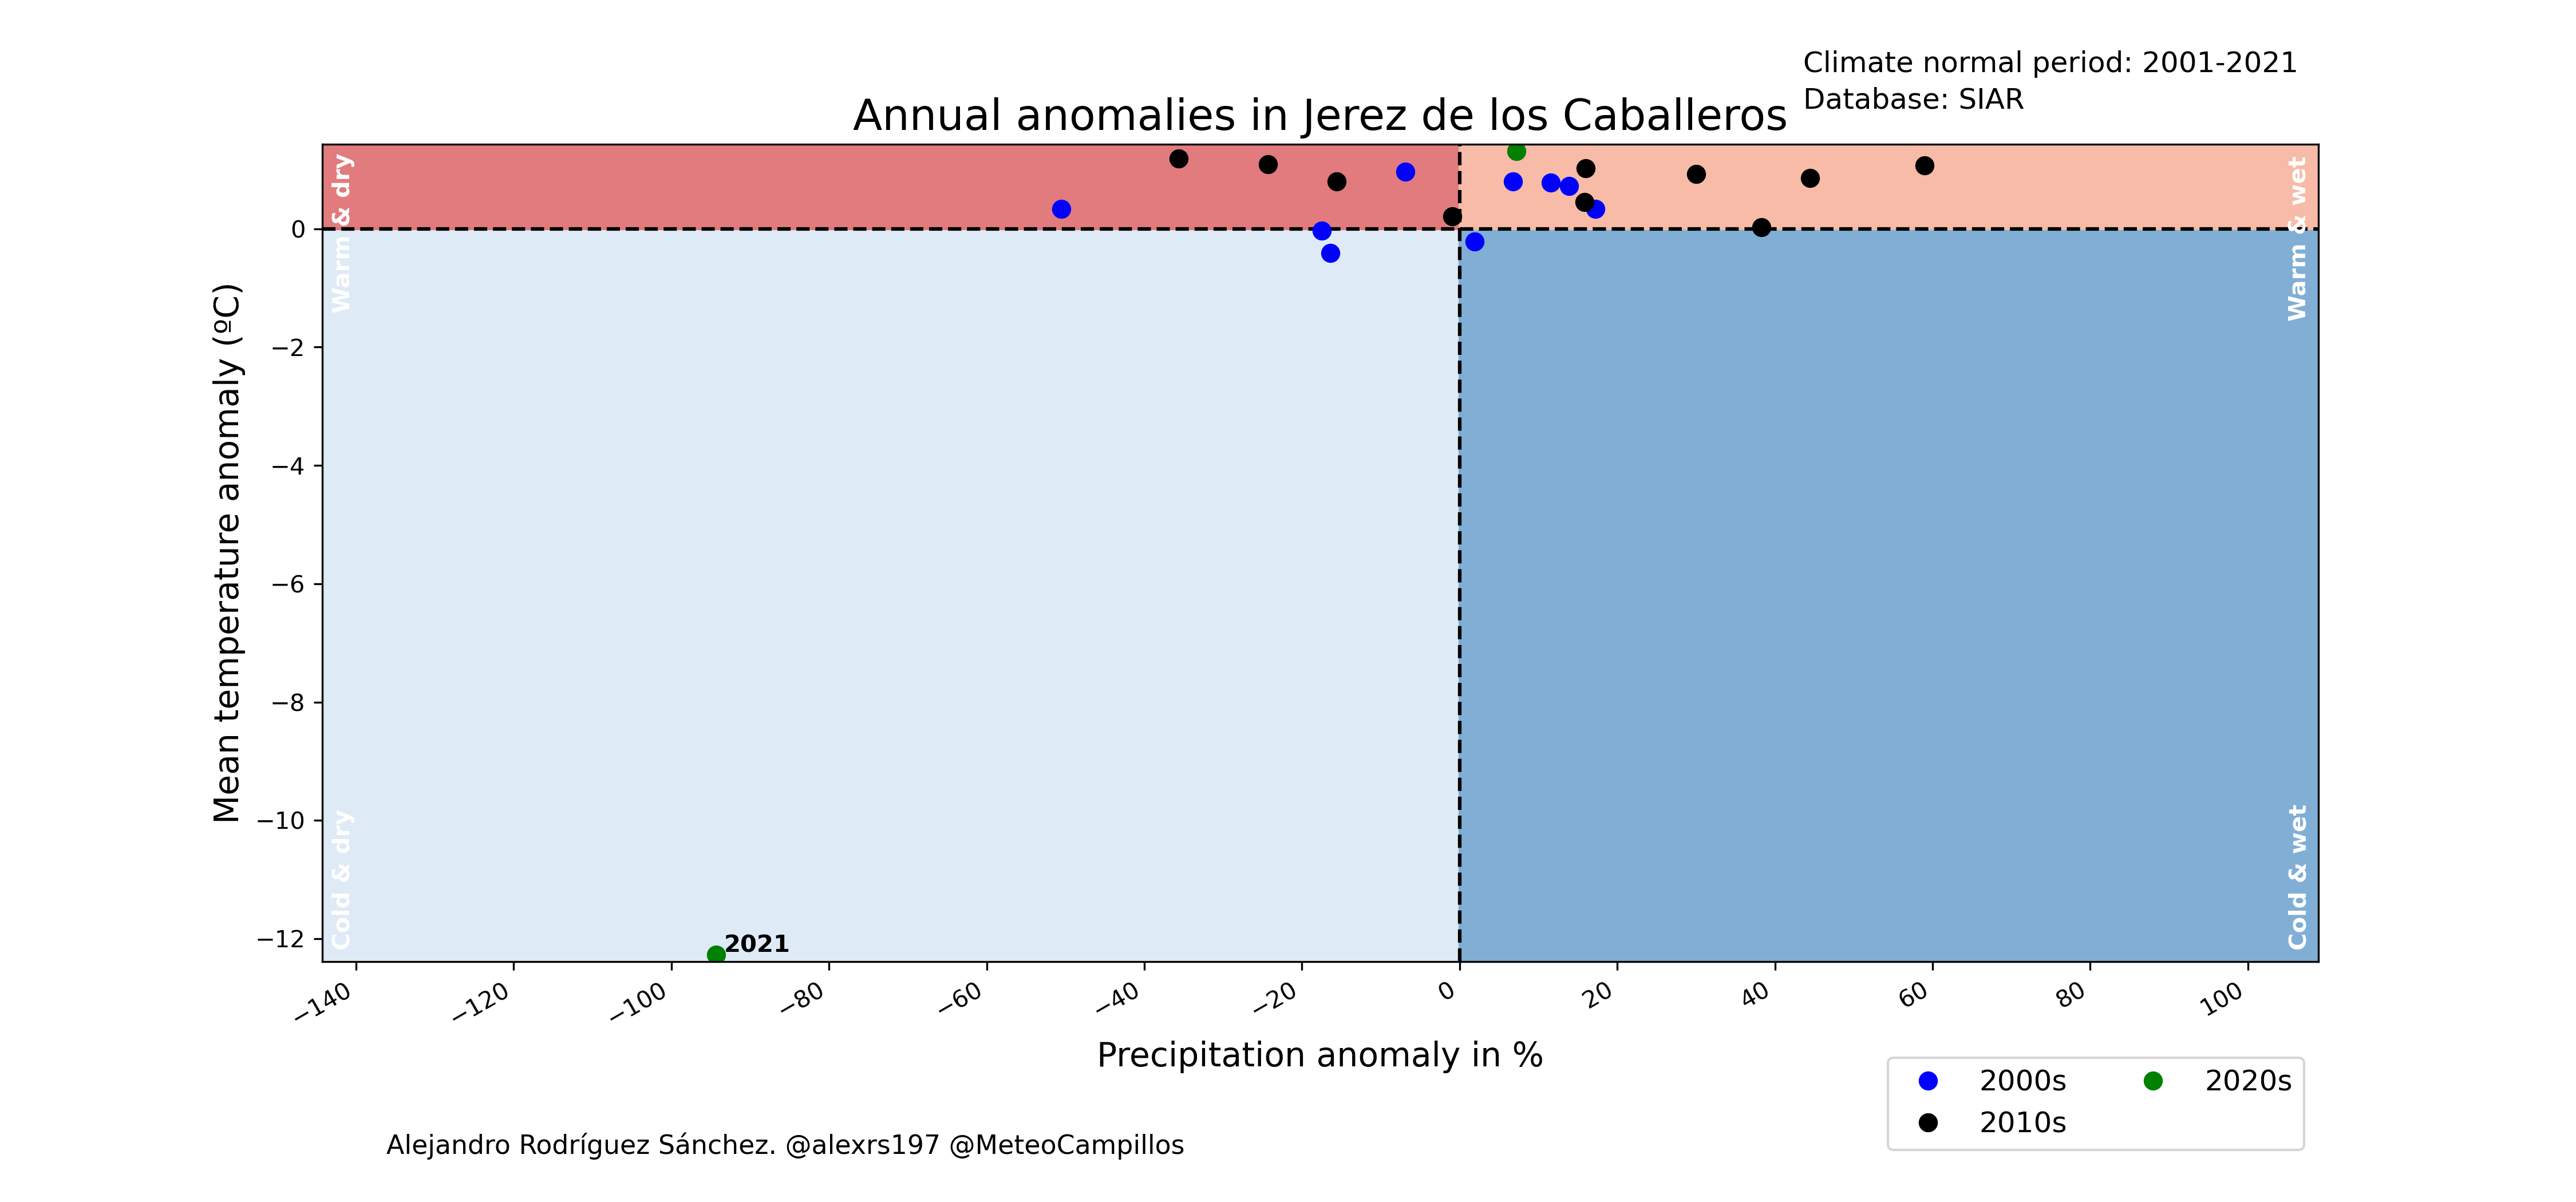 Climate normal period: 2001-2021
Database: SIAR
Annual anomalies in Jerez de los Caballeros
Warm & dry
Warm & wet
Cold & dry
Cold & wet
Mean temperature anomaly (ºC)
0
−2
−4
−6
−8
−10
−12
2021
−140
−120
−100
−80
−60
−40
−20
0
20
40
60
80
100
Precipitation anomaly in %
2000s
2010s
2020s
Alejandro Rodríguez Sánchez. @alexrs197 @MeteoCampillos